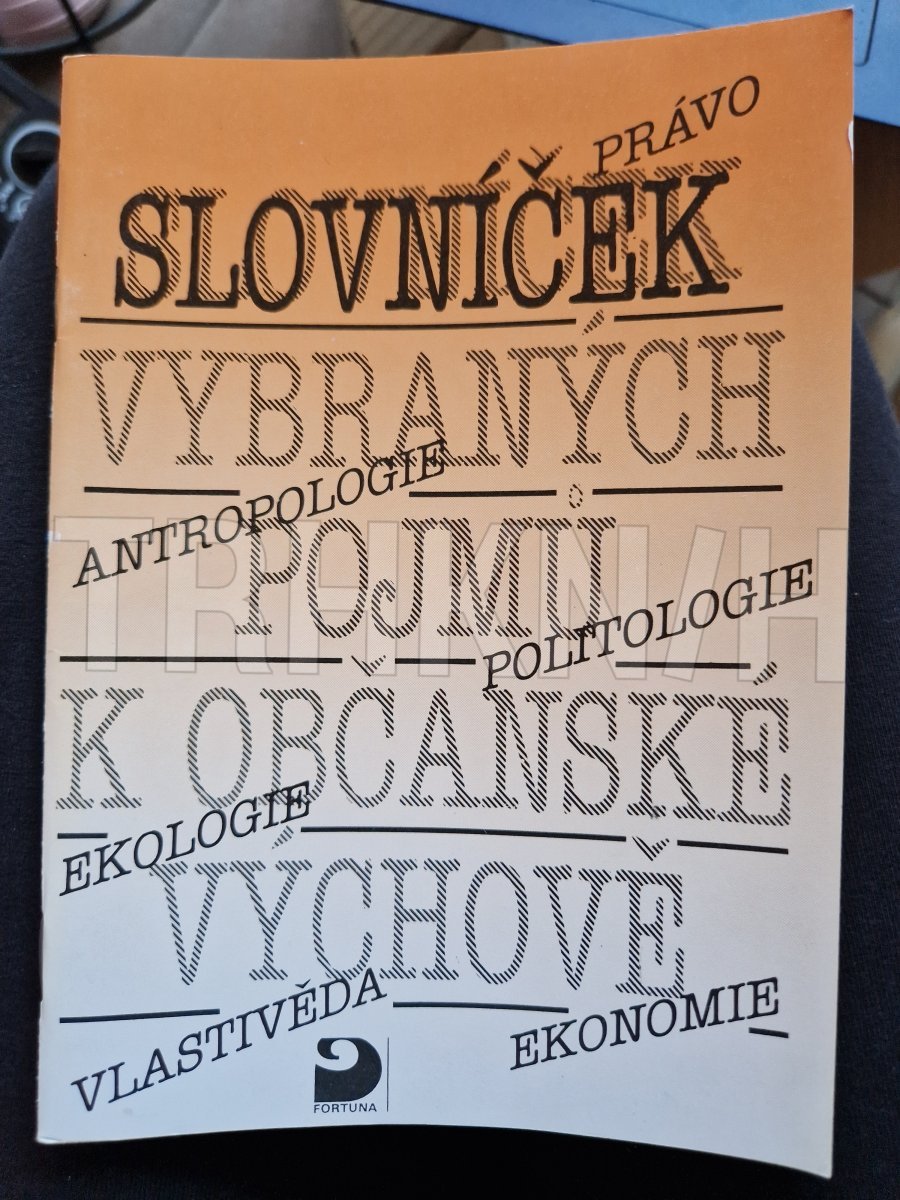 PRÁVO
SLOVNÍČEK
VYBRANÝCH
ANTROPOLOGIE
POJMŮ
POLITOLOGIE
K OBČANSKÉ
EKOLOGIE
VÝCHOVĚ
VLASTIVĚDA
EKONOMIE
FORTUNA